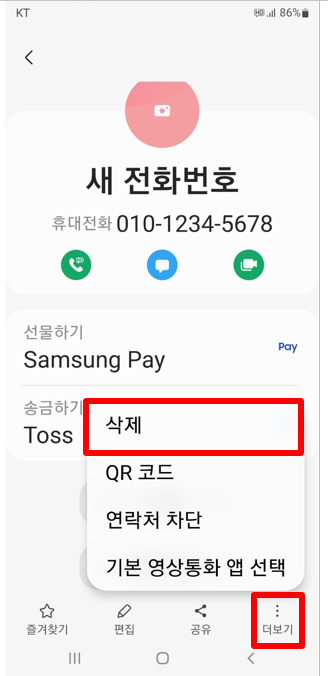 KT 86%
새 전화번호
휴대전화 010-1234-5678
선물하기
Samsung Pay
Pay
송금하기
Toss
삭제
QR 코드
연락처 차단
기본 영상통화 앱 선택
즐겨찾기 편집 공유 더보기